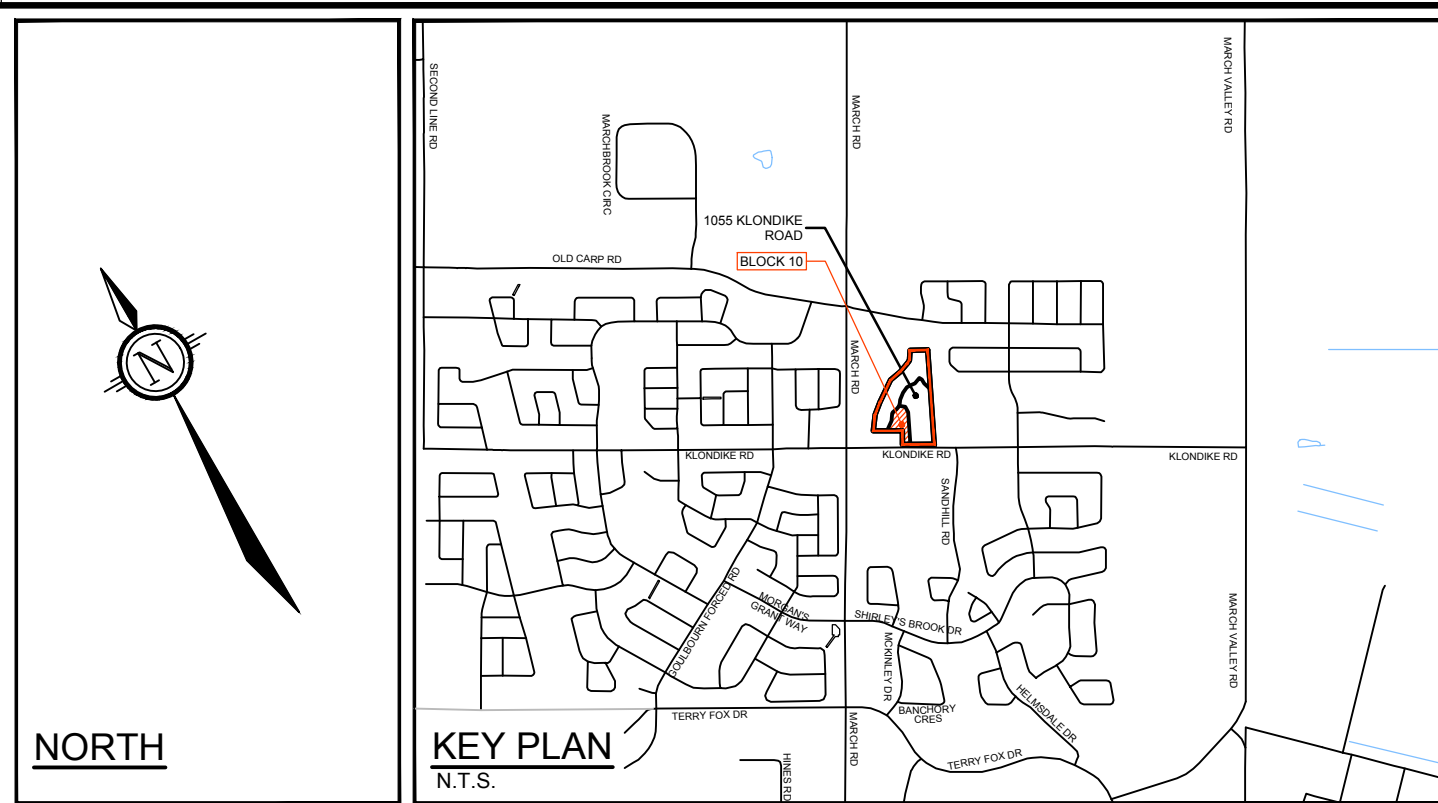 N
NORTH
SECOND LINE RD
MARCHBROOK CIRC
MARCH RD
MARCH VALLEY RD
1055 KLONDIKE
ROAD
BLOCK 10
OLD CARP RD
MARCH RD
KLONDIKE RD
KLONDIKE RD
KLONDIKE RD
SANDHILL RD
GOULBOURN FORCED RD
MORGAN'S
GRANT WAY
SHIRLEY'S BROOK DR
MCKINLEY DR
MARCH VALLEY RD
BANCHORY
CRES
HELMSDALE DR
TERRY FOX DR
MARCH RD
TERRY FOX DR
HINES RD
KEY PLAN
N.T.S.